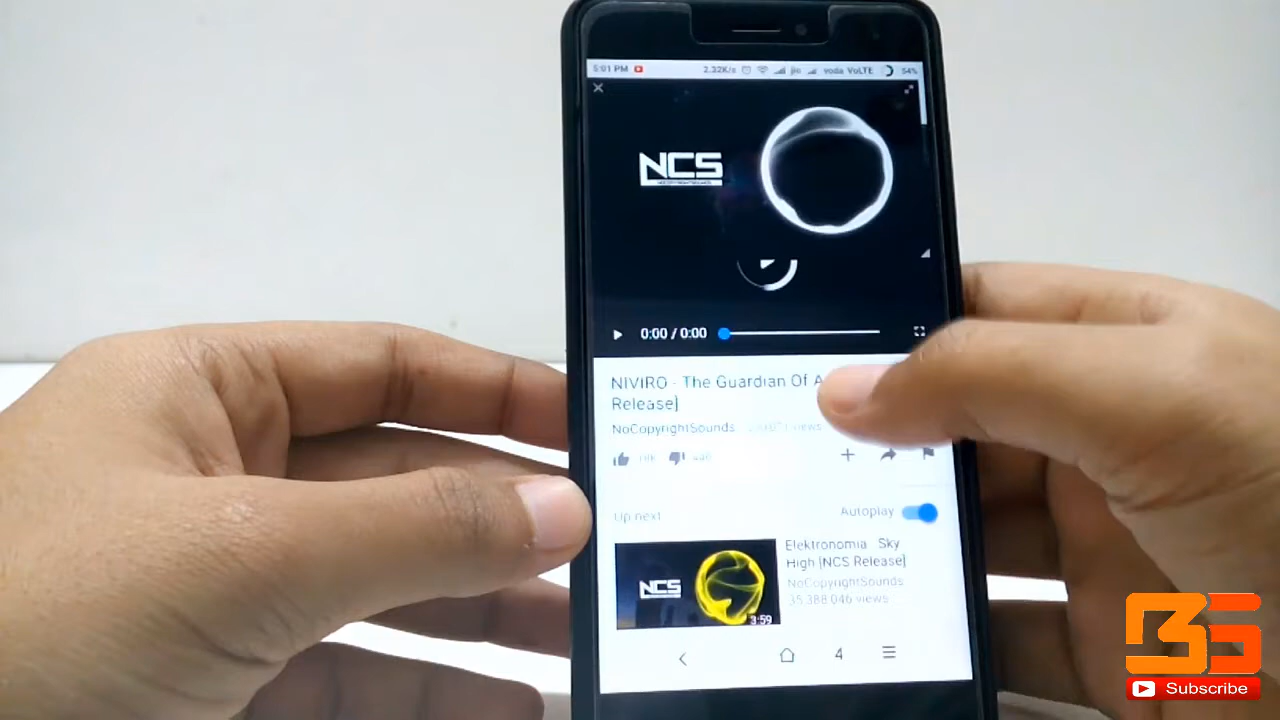 5:01 PM 2.32K/s jio voda VoLTE 54%
NCS
0:00 / 0:00
NIVIRO - The Guardian Of A
Release]
NoCopyrightSounds views
Up next
Autoplay
Elektronomia Sky
High [NCS Release]
NoCopyrightSounds
35 388 046 views
NCS
3:59
4
BS
Subscribe